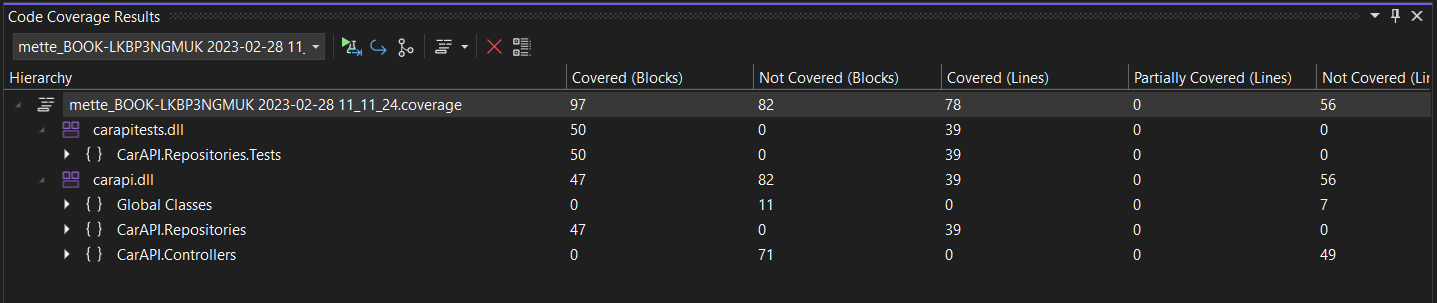 Code Coverage Results
mette_BOOK-LKBP3NGMUK 2023-02-28 11_
Hierarchy Covered (Blocks) Not Covered (Blocks) Covered (Lines) Partially Covered (Lines) Not Covered (Lin
mette_BOOK-LKBP3NGMUK 2023-02-28 11_11_24.coverage 97 82 78 0 56
carapitests.dll 50 0 39 0 0
{ } CarAPI.Repositories.Tests 50 0 39 0 0
carapi.dll 47 82 39 0 56
{ } Global Classes 0 11 0 0 7
{ } CarAPI.Repositories 47 0 39 0 0
{ } CarAPI.Controllers 0 71 0 0 49